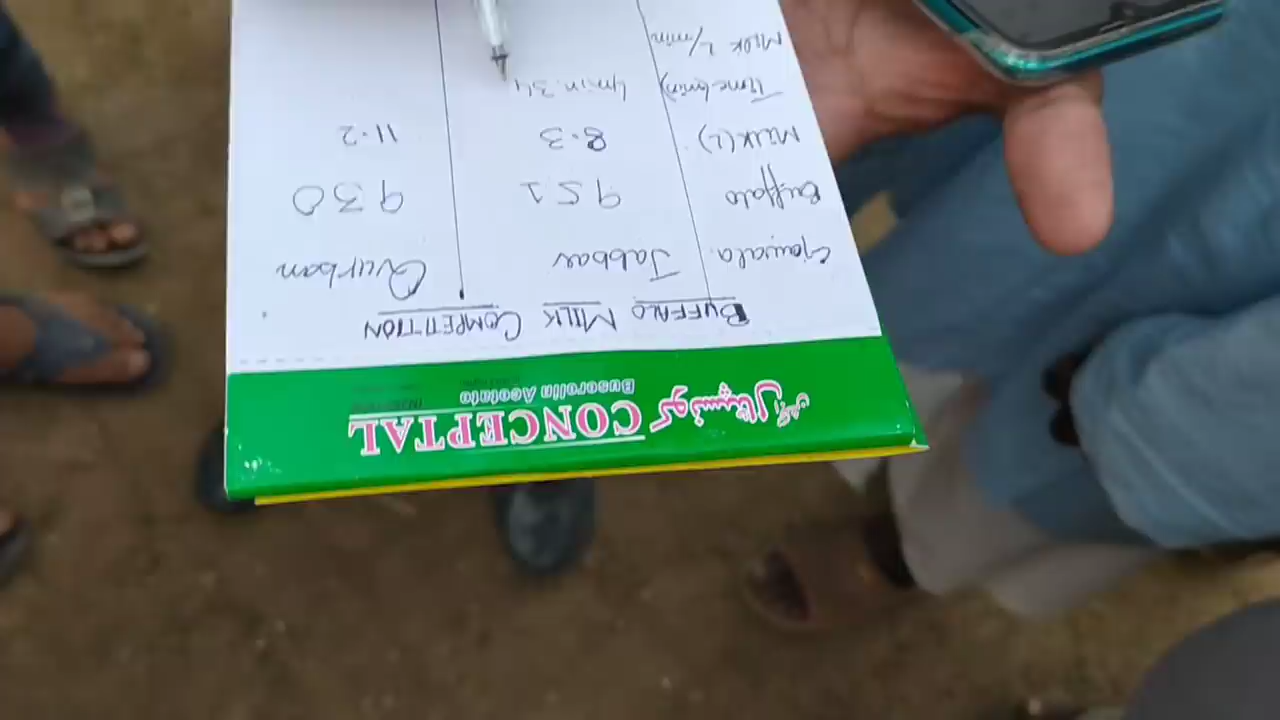 کونسپٹال CONCEPTAL
Buserelin Acetate
BUFFALO MILK COMPETITION
Gawala Jabbar Qurban
Buffalo 951 930
Milk (L) 8.3 11.2
Time (min) 4min 34
Milk L/min